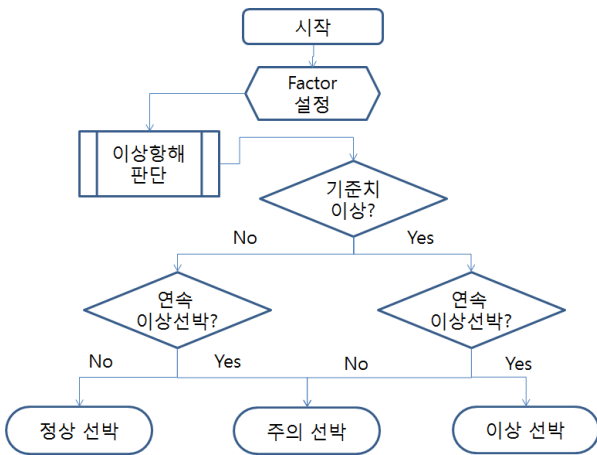 시작
Factor
설정
이상항해
판단
기준치
이상?
No
Yes
연속
이상선박?
연속
이상선박?
No
Yes
No
Yes
정상 선박
주의 선박
이상 선박